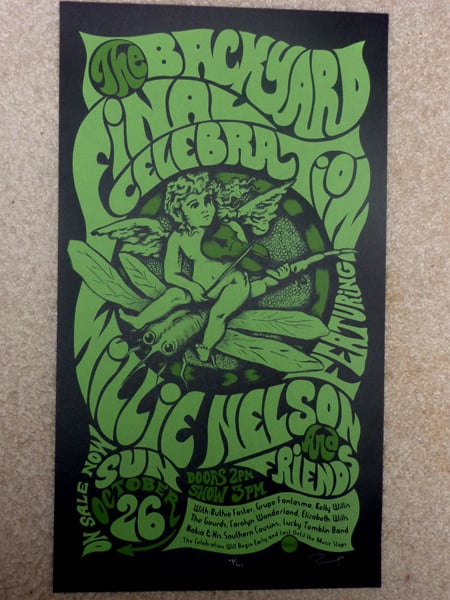 The BACKYARD
FINAL
CELEBRATION
FEATURING
WILLIE NELSON
And FRIENDS
ON SALE NOW
SUN
OCTOBER
26
DOORS 2PM
SHOW 3PM
With Ruthie Foster, Grupo Fantasma, Kelly Willis
The Gourds, Carolyn Wonderland, Elizabeth Wills
Nakia & His Southern Cousins, Lucky Tomblin Band
The Celebration Will Begin Early and Last Until the Music Stops